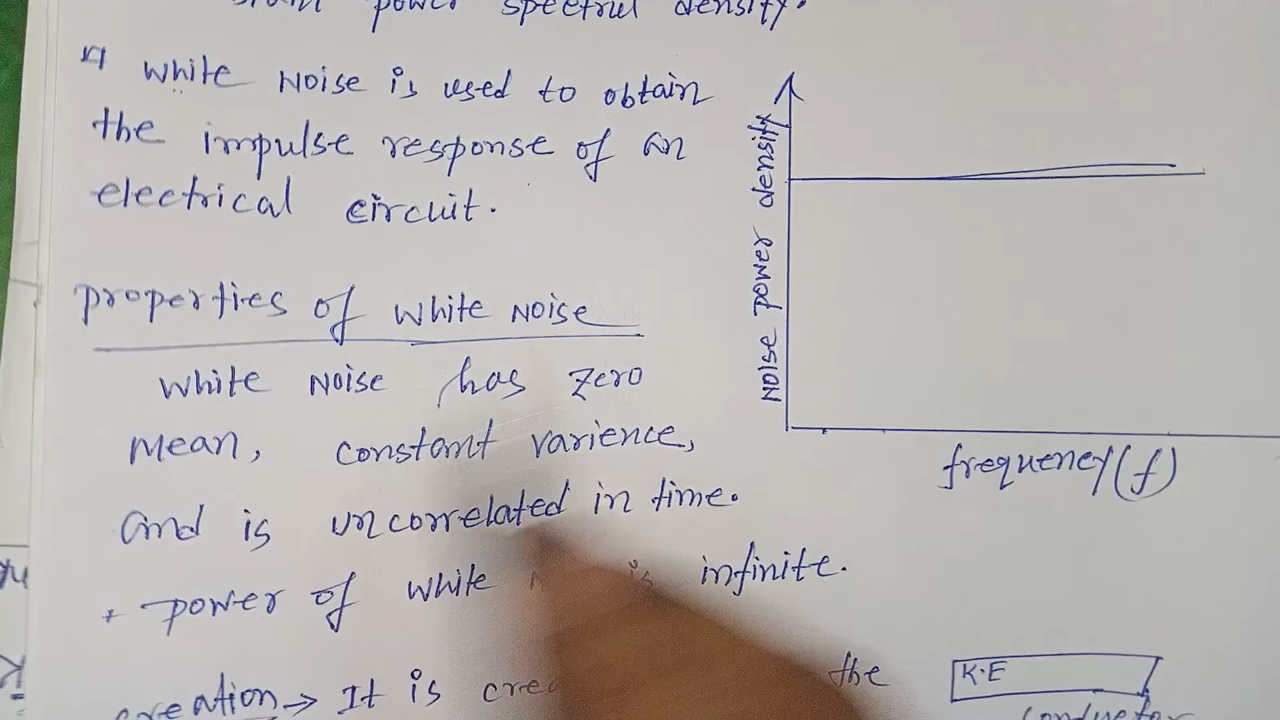 power spectrul density.
White Noise is used to obtain
the impulse response of an
electrical circuit.
properties of white Noise
White Noise has zero
Mean, constant varience,
and is uncorrelated in time.
+ power of white is infinite.
creation → It is the
Noise power density
frequency (f)
K.E
conductor